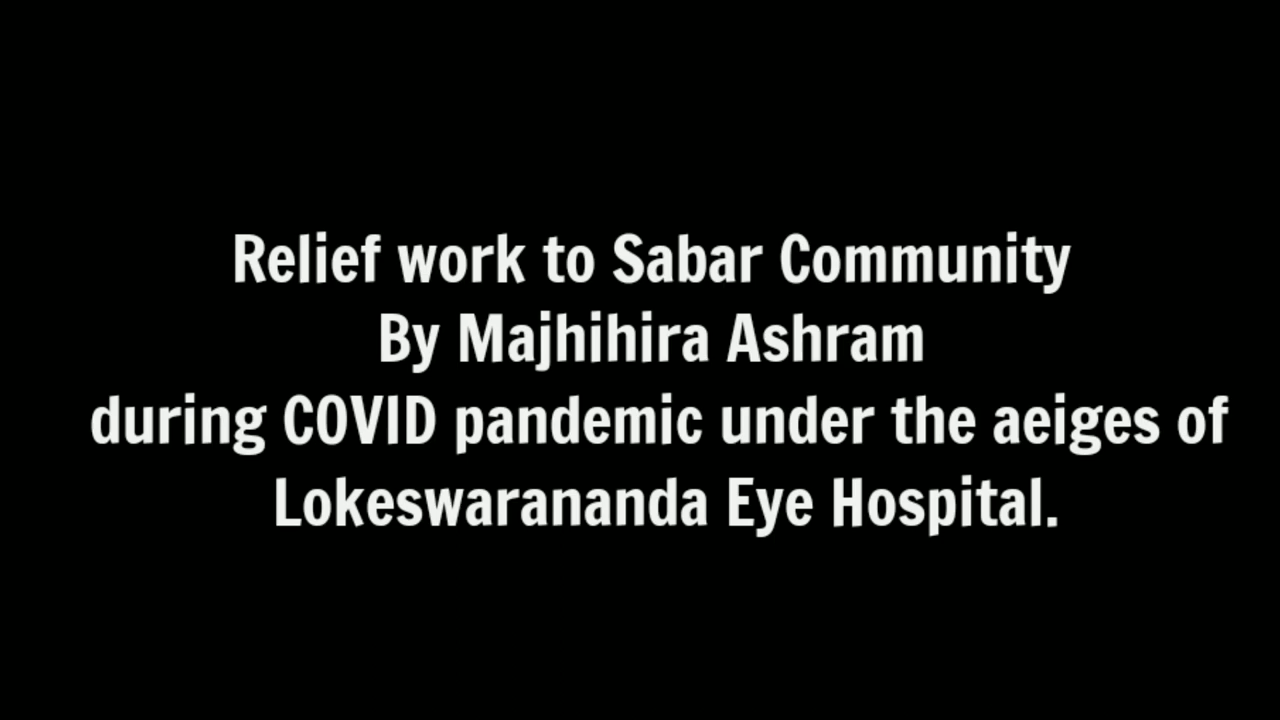 Relief work to Sabar Community
By Majhihira Ashram
during COVID pandemic under the aeiges of
Lokeswarananda Eye Hospital.